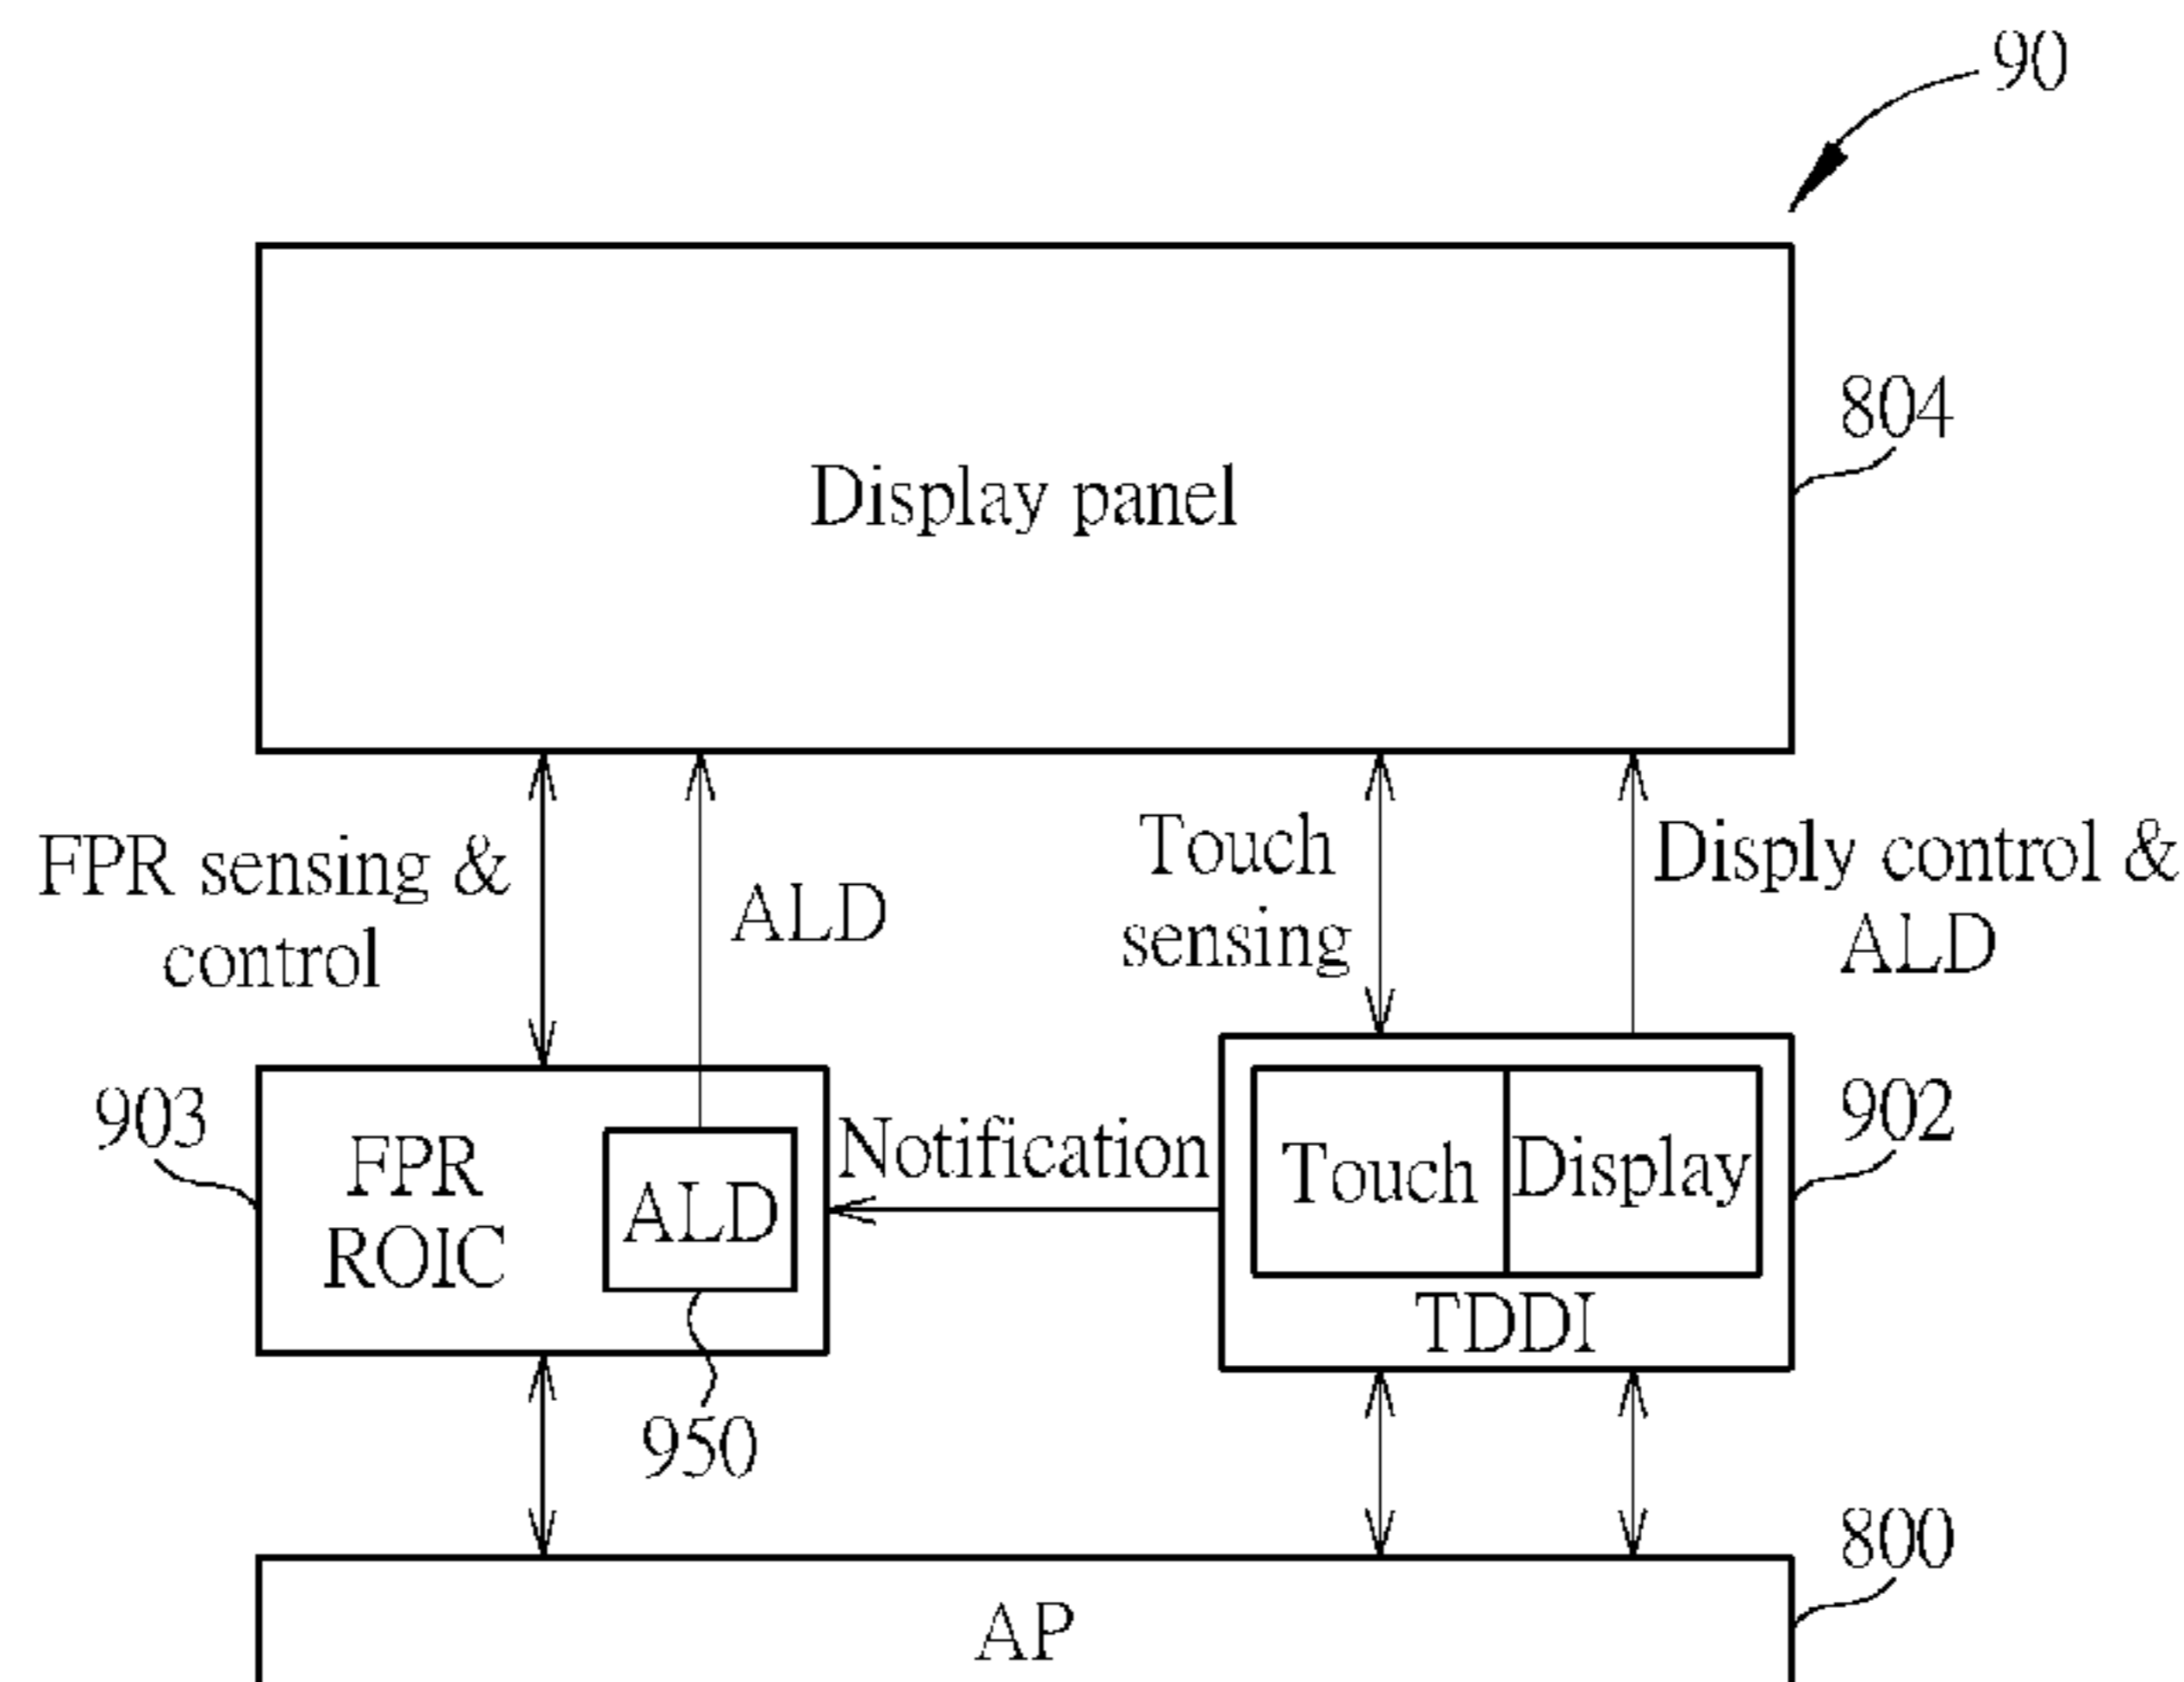 90
804
Display panel
FPR sensing &
control
ALD
Touch
sensing
Disply control &
ALD
903
FPR
ROIC
ALD
Notification
Touch
Display
TDDI
902
950
800
AP